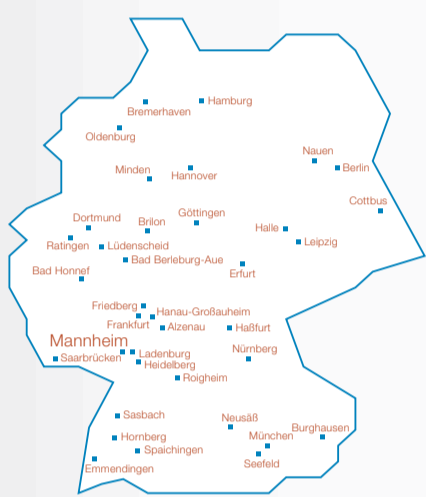 Hamburg
Bremerhaven
Oldenburg
Nauen
Berlin
Minden
Hannover
Cottbus
Göttingen
Dortmund
Brilon
Halle
Ratingen
Lüdenscheid
Leipzig
Bad Berleburg-Aue
Bad Honnef
Erfurt
Friedberg
Hanau-Großauheim
Frankfurt
Alzenau
Haßfurt
Mannheim
Nürnberg
Saarbrücken
Ladenburg
Heidelberg
Roigheim
Sasbach
Neusäß
Burghausen
Hornberg
München
Spaichingen
Seefeld
Emmendingen